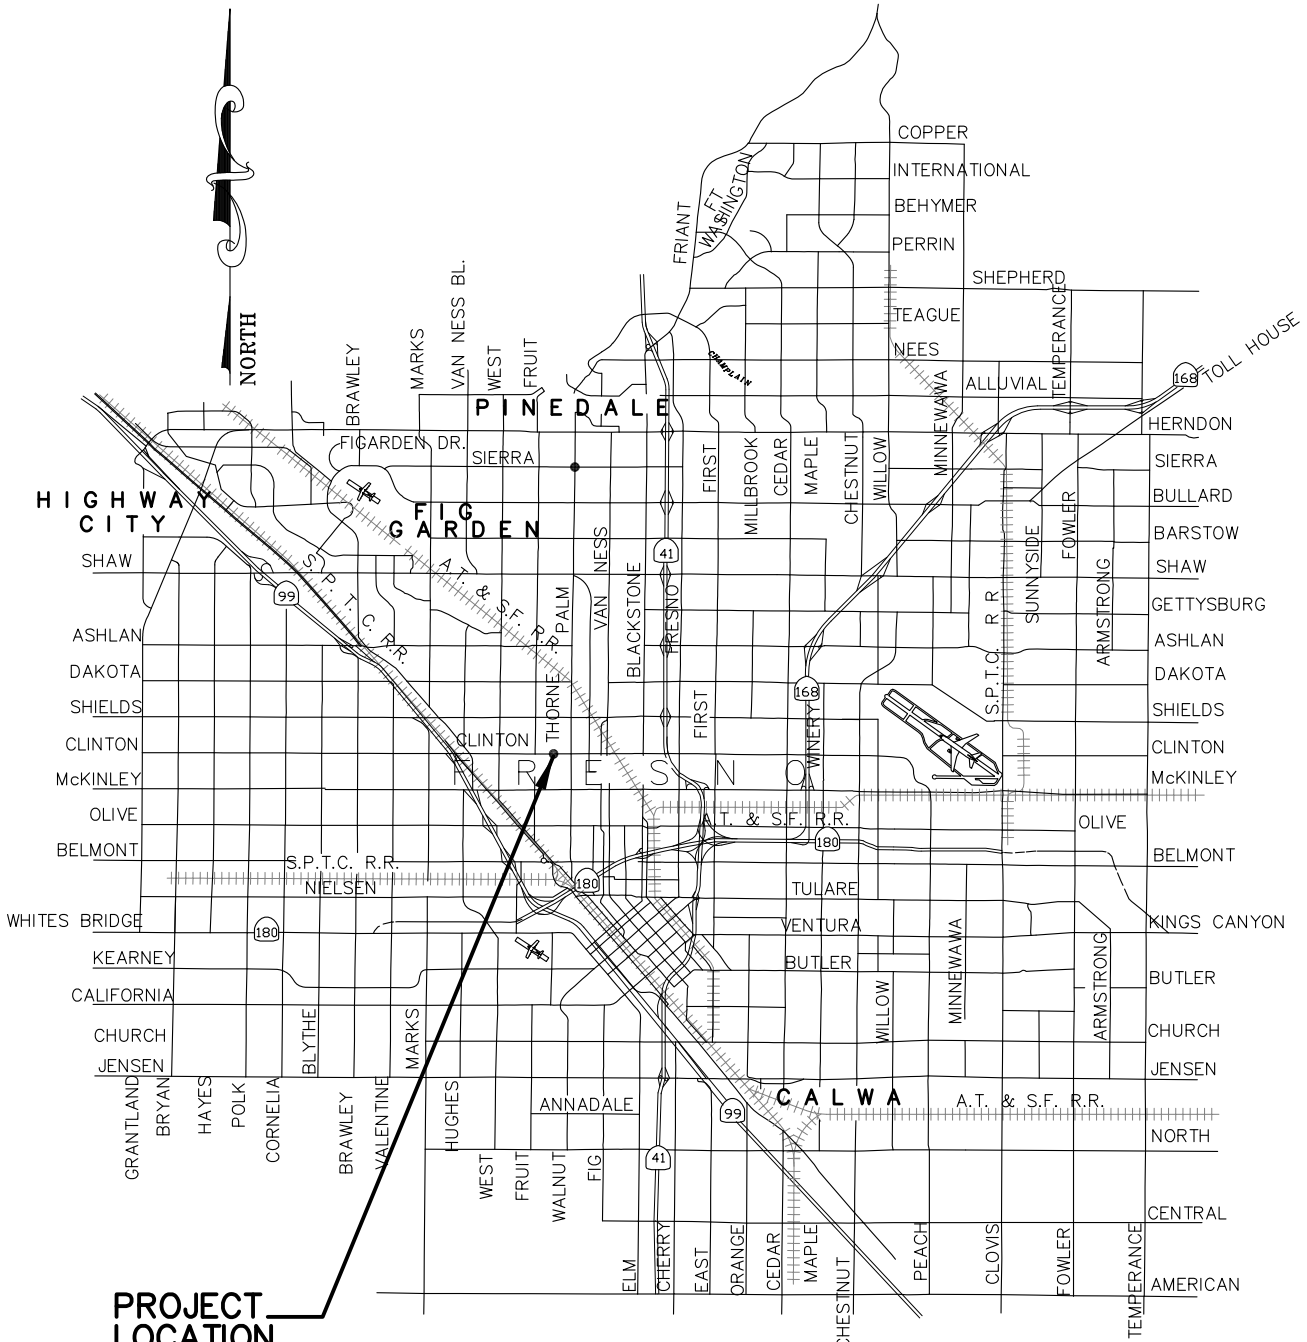 COPPER
INTERNATIONAL
FT.
WASHINGTON
BEHYMER
FRIANT
PERRIN
SHEPHERD
NORTH
TEAGUE
TEMPERANCE
NEES
TOLL HOUSE
168
BRAWLEY
MARKS
VAN NESS BL.
WEST
FRUIT
CHAMPLAIN
MINNEWAWA
ALLUVIAL
PINEDALE
HERNDON
FIGARDEN DR.
SIERRA
FIRST
MILLBROOK
CEDAR
MAPLE
CHESTNUT
WILLOW
SIERRA
HIGHWAY
CITY
FIG
GARDEN
BULLARD
FOWLER
BARSTOW
SUNNYSIDE
SHAW
S.P.T.C. R.R.
A.T. & S.F. R.R.
VAN NESS
41
SHAW
99
PALM
BLACKSTONE
FRESNO
S.P.T.C. R.R
ARMSTRONG
GETTYSBURG
ASHLAN
ASHLAN
DAKOTA
THORNE
168
DAKOTA
SHIELDS
FIRST
WINERY
SHIELDS
CLINTON
CLINTON
CLINTON
FRESNO
McKINLEY
McKINLEY
OLIVE
A.T. & S.F. R.R.
OLIVE
BELMONT
180
BELMONT
S.P.T.C. R.R.
NIELSEN
180
TULARE
WHITES BRIDGE
180
VENTURA
KINGS CANYON
KEARNEY
BUTLER
MINNEWAWA
ARMSTRONG
BUTLER
CALIFORNIA
WILLOW
CHURCH
BLYTHE
MARKS
CHURCH
JENSEN
JENSEN
GRANTLAND
BRYAN
HAYES
POLK
CORNELIA
BRAWLEY
VALENTINE
HUGHES
ANNADALE
99
CALWA
A.T. & S.F. R.R.
NORTH
WEST
FRUIT
WALNUT
FIG
41
CENTRAL
ELM
CHERRY
EAST
ORANGE
CEDAR
MAPLE
CHESTNUT
PEACH
CLOVIS
FOWLER
TEMPERANCE
AMERICAN
PROJECT
LOCATION